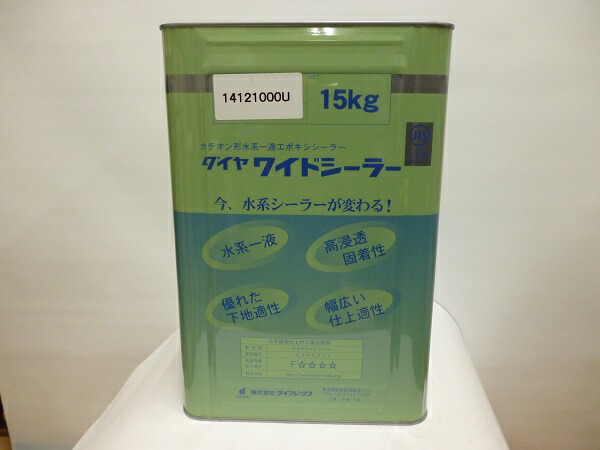 14121000U
NET
15kg
カチオン形水系一液エポキシシーラー
ダイヤワイドシーラー
今、水系シーラーが変わる!
水系一液
高浸透
固着性
優れた
下地適性
幅広い
仕上適性
F☆☆☆☆
株式会社ダイフレックス